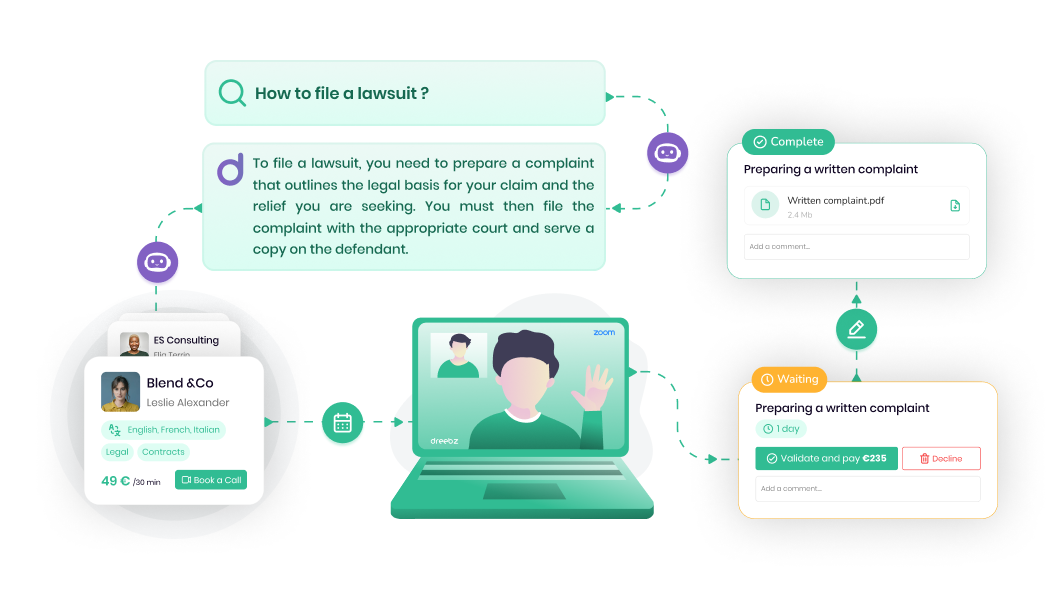 How to file a lawsuit ?
To file a lawsuit, you need to prepare a complaint
that outlines the legal basis for your claim and the
relief you are seeking. You must then file the
complaint with the appropriate court and serve a
copy on the defendant.
ES Consulting
Blend &Co
Leslie Alexander
English, French, Italian
Legal
Contracts
49 € /30 min
Book a Call
zoom
dreebz
Complete
Preparing a written complaint
Written complaint.pdf
2.4 Mb
Add a comment...
Waiting
Preparing a written complaint
1 day
Validate and pay €235
Decline
Add a comment...